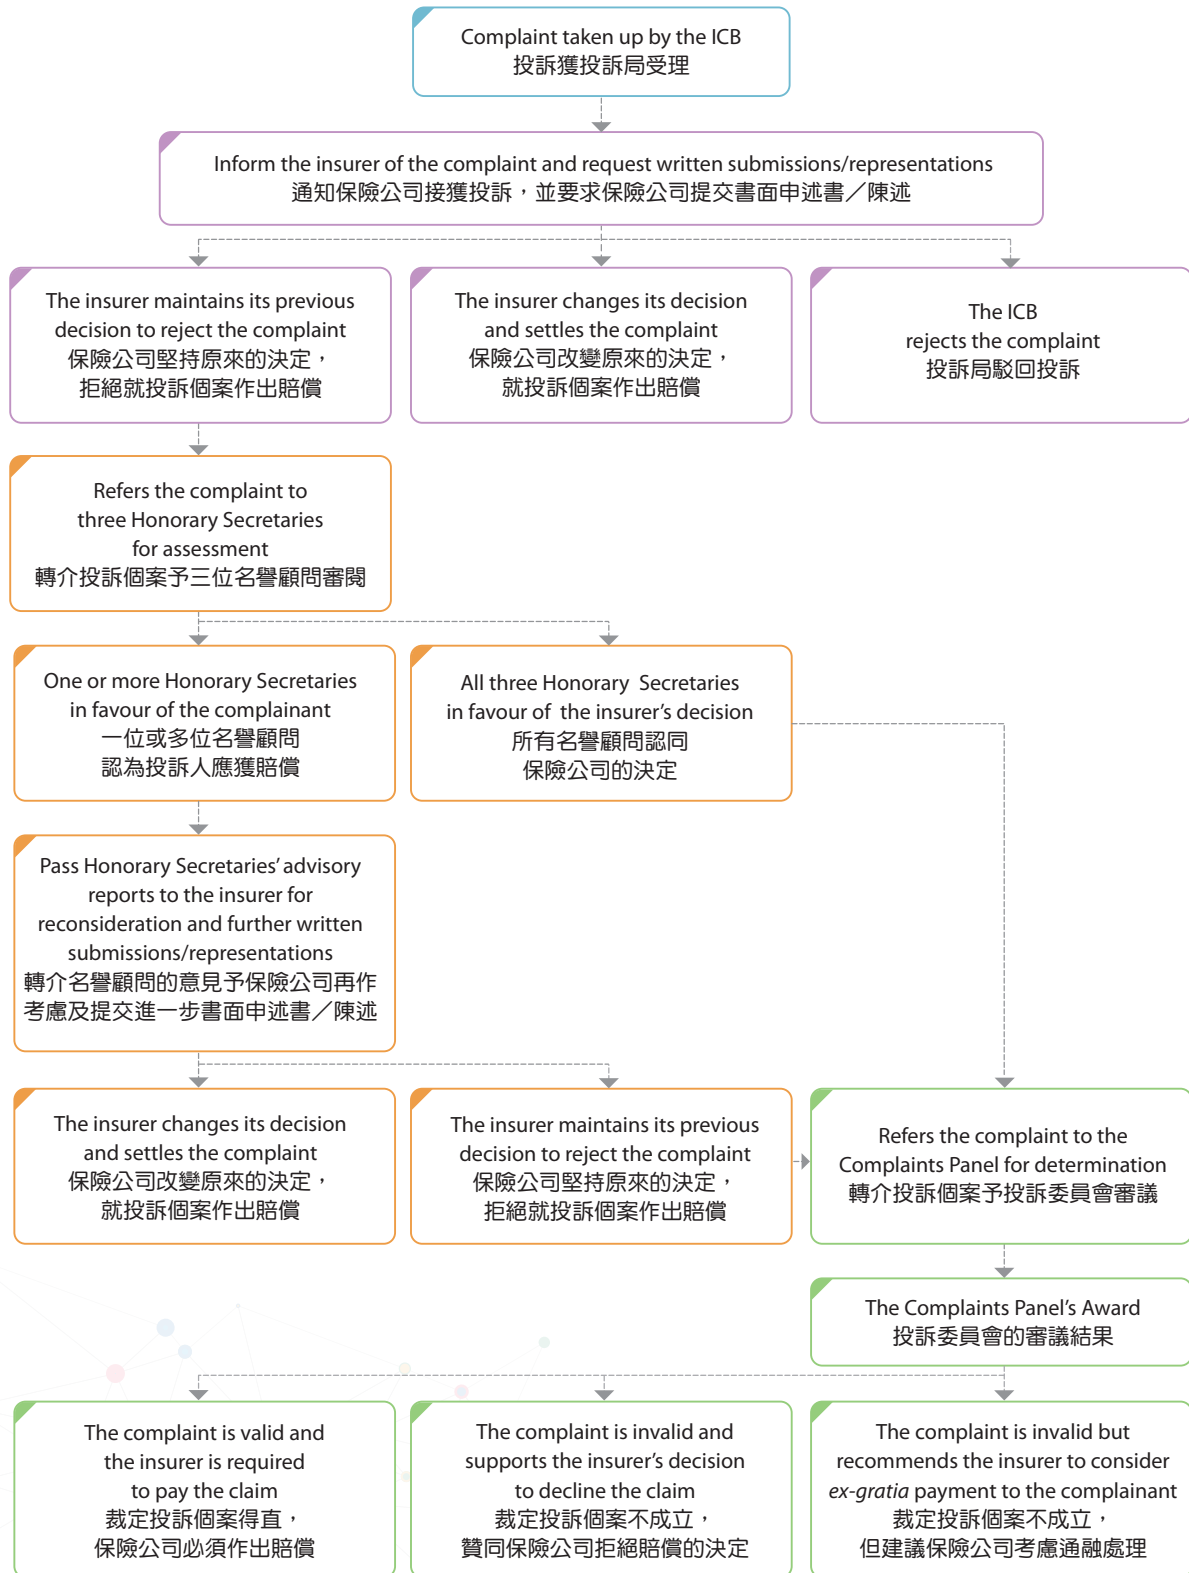 Complaint taken up by the ICB
投訴獲投訴局受理
Inform the insurer of the complaint and request written submissions/representations
通知保險公司接獲投訴，並要求保險公司提交書面申述書／陳述
The insurer maintains its previous
decision to reject the complaint
保險公司堅持原來的決定，
拒絕就投訴個案作出賠償
The insurer changes its decision
and settles the complaint
保險公司改變原來的決定，
就投訴個案作出賠償
The ICB
rejects the complaint
投訴局駁回投訴
Refers the complaint to
three Honorary Secretaries
for assessment
轉介投訴個案予三位名譽顧問審閱
One or more Honorary Secretaries
in favour of the complainant
一位或多位名譽顧問
認為投訴人應獲賠償
All three Honorary Secretaries
in favour of the insurer’s decision
所有名譽顧問認同
保險公司的決定
Pass Honorary Secretaries’ advisory
reports to the insurer for
reconsideration and further written
submissions/representations
轉介名譽顧問的意見予保險公司再作
考慮及提交進一步書面申述書／陳述
The insurer changes its decision
and settles the complaint
保險公司改變原來的決定，
就投訴個案作出賠償
The insurer maintains its previous
decision to reject the complaint
保險公司堅持原來的決定，
拒絕就投訴個案作出賠償
Refers the complaint to the
Complaints Panel for determination
轉介投訴個案予投訴委員會審議
The Complaints Panel’s Award
投訴委員會的審議結果
The complaint is valid and
the insurer is required
to pay the claim
裁定投訴個案得直，
保險公司必須作出賠償
The complaint is invalid and
supports the insurer’s decision
to decline the claim
裁定投訴個案不成立，
贊同保險公司拒絕賠償的決定
The complaint is invalid but
recommends the insurer to consider
ex-gratia payment to the complainant
裁定投訴個案不成立，
但建議保險公司考慮通融處理